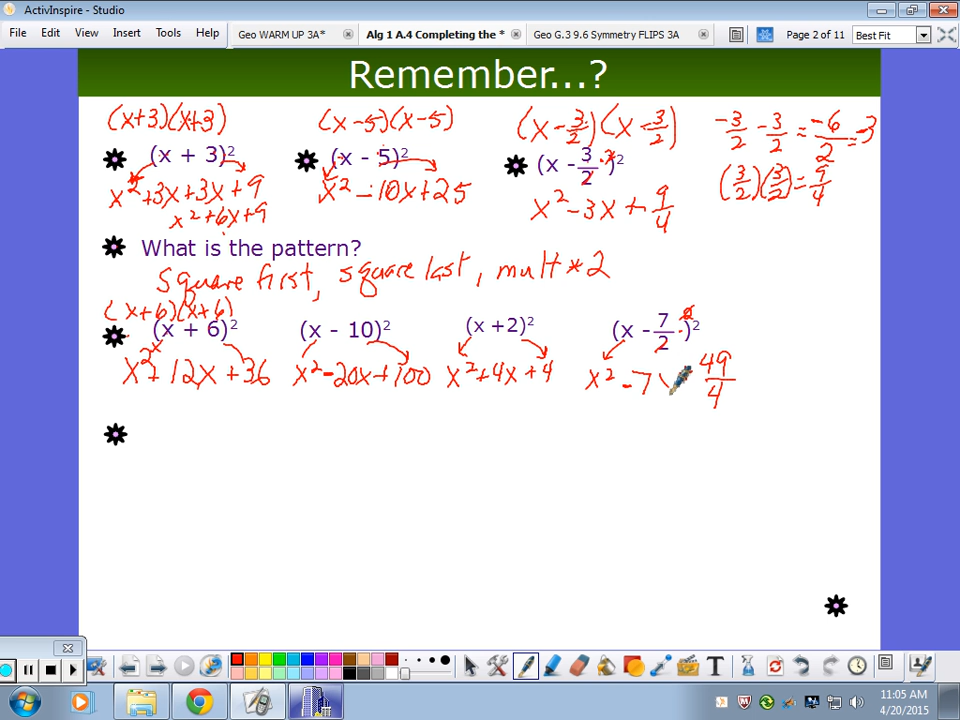 ActivInspire - Studio
File Edit View Insert Tools Help
Geo WARM UP 3A* Alg 1 A.4 Completing the * Geo G.3 9.6 Symmetry FLIPS 3A Page 2 of 11 Best Fit
Remember...?
(x+3)(x+3) (x-5)(x-5) (x-3/2)(x-3/2) -3/2 -3/2 = -6/2 = -3
(x + 3)² (x - 5)² (x - 3/2 ·2)² (3/2)(3/2) = 9/4
x²+3x+3x+9 x²-10x+25 x²-3x+9/4
x²+6x+9
What is the pattern?
Square first, square last, mult * 2
(x+6)(x+6)
(x + 6)² (x - 10)² (x +2)² (x - 7/2 ·2)²
x²+12x+36 x²-20x+100 x²+4x+4 x²-7x 49/4
11:05 AM
4/20/2015